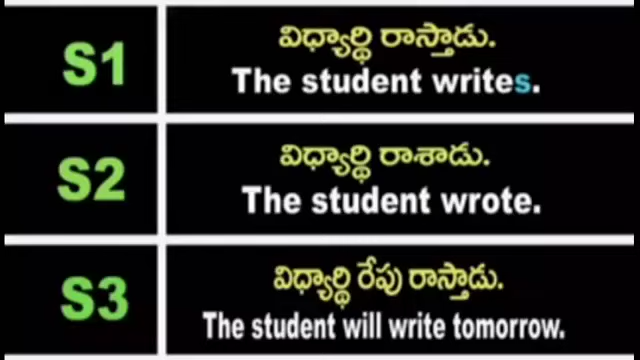 S1
విధ్యార్థి రాస్తాడు.
The student writes.
S2
విధ్యార్థి రాశాడు.
The student wrote.
S3
విధ్యార్థి రేపు రాస్తాడు.
The student will write tomorrow.